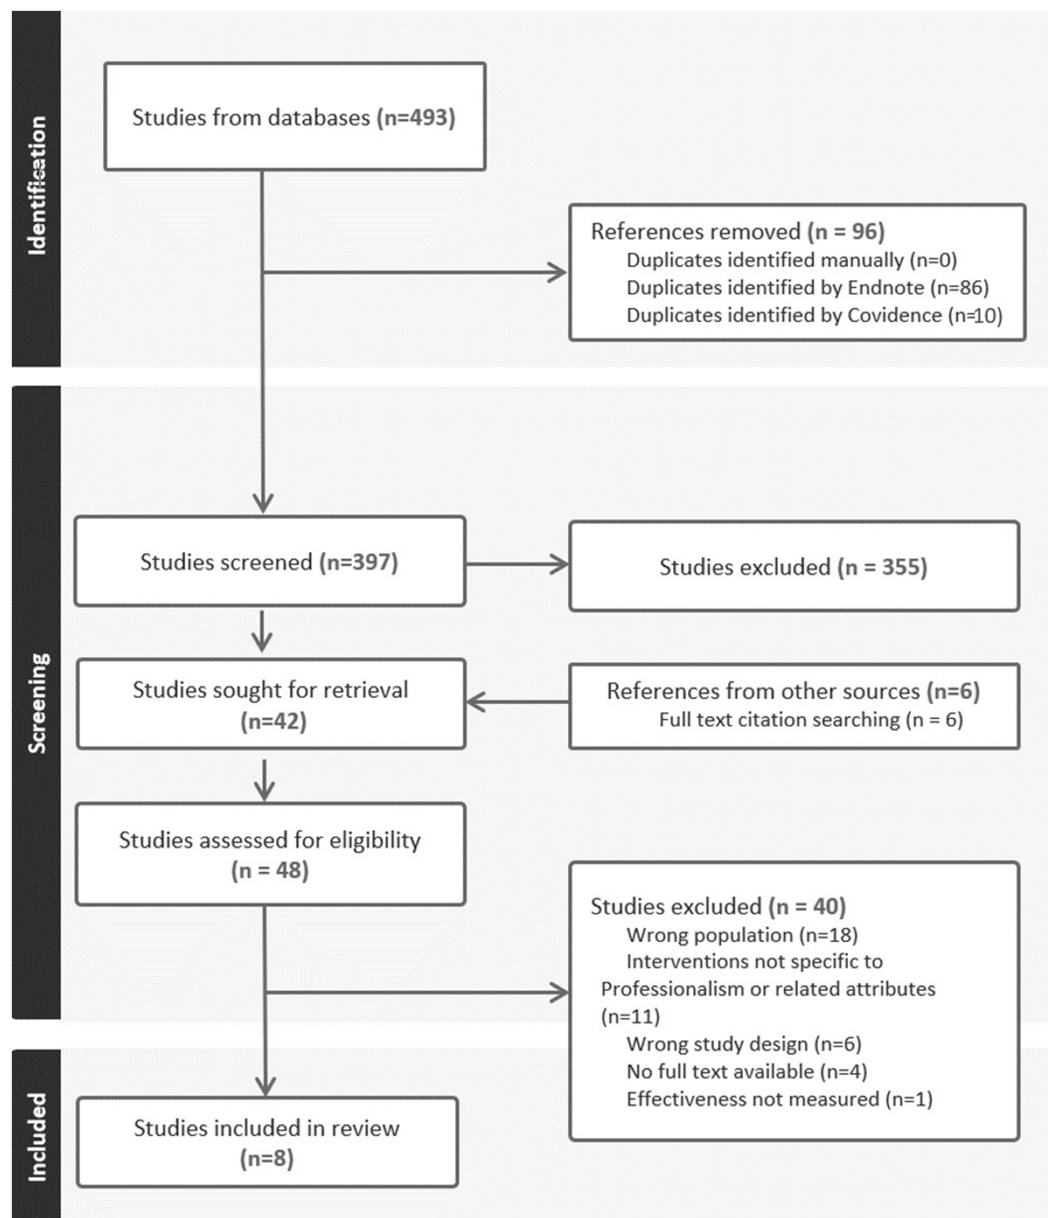 Identification
Studies from databases (n=493)
References removed (n = 96)
Duplicates identified manually (n=0)
Duplicates identified by Endnote (n=86)
Duplicates identified by Covidence (n=10)
Screening
Studies screened (n=397)
Studies excluded (n = 355)
Studies sought for retrieval
(n=42)
References from other sources (n=6)
Full text citation searching (n = 6)
Studies assessed for eligibility
(n = 48)
Studies excluded (n = 40)
Wrong population (n=18)
Interventions not specific to
Professionalism or related attributes
(n=11)
Wrong study design (n=6)
No full text available (n=4)
Effectiveness not measured (n=1)
Included
Studies included in review
(n=8)